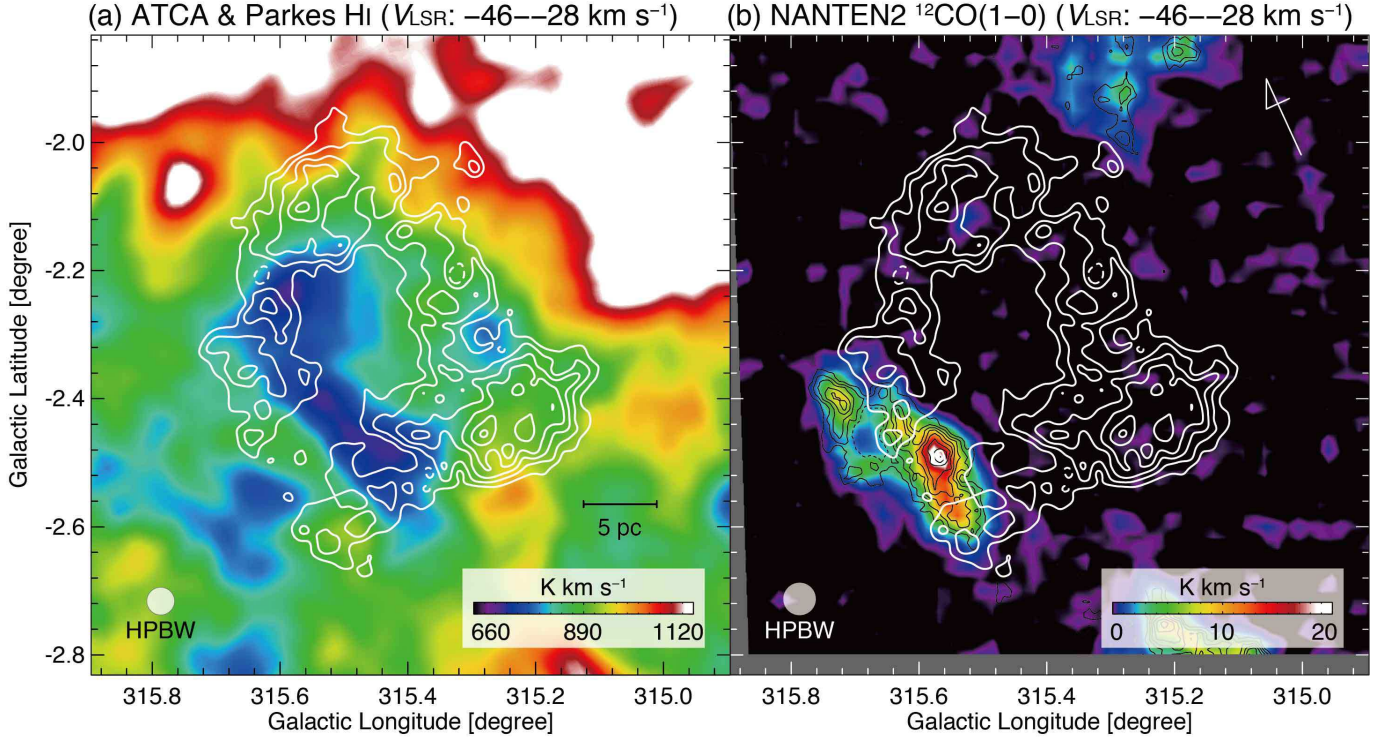 (a) ATCA & Parkes HI (VLSR: −46−−28 km s⁻¹)
(b) NANTEN2 ¹²CO(1−0) (VLSR: −46−−28 km s⁻¹)
-2.0
-2.2
-2.4
-2.6
-2.8
Galactic Latitude [degree]
5 pc
HPBW
K km s⁻¹
660 890 1120
HPBW
K km s⁻¹
0 10 20
315.8 315.6 315.4 315.2 315.0
Galactic Longitude [degree]
315.8 315.6 315.4 315.2 315.0
Galactic Longitude [degree]